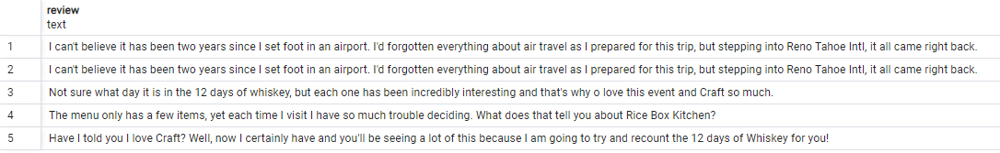 review
text
1 I can't believe it has been two years since I set foot in an airport. I'd forgotten everything about air travel as I prepared for this trip, but stepping into Reno Tahoe Intl, it all came right back.
2 I can't believe it has been two years since I set foot in an airport. I'd forgotten everything about air travel as I prepared for this trip, but stepping into Reno Tahoe Intl, it all came right back.
3 Not sure what day it is in the 12 days of whiskey, but each one has been incredibly interesting and that's why o love this event and Craft so much.
4 The menu only has a few items, yet each time I visit I have so much trouble deciding. What does that tell you about Rice Box Kitchen?
5 Have I told you I love Craft? Well, now I certainly have and you'll be seeing a lot of this because I am going to try and recount the 12 days of Whiskey for you!